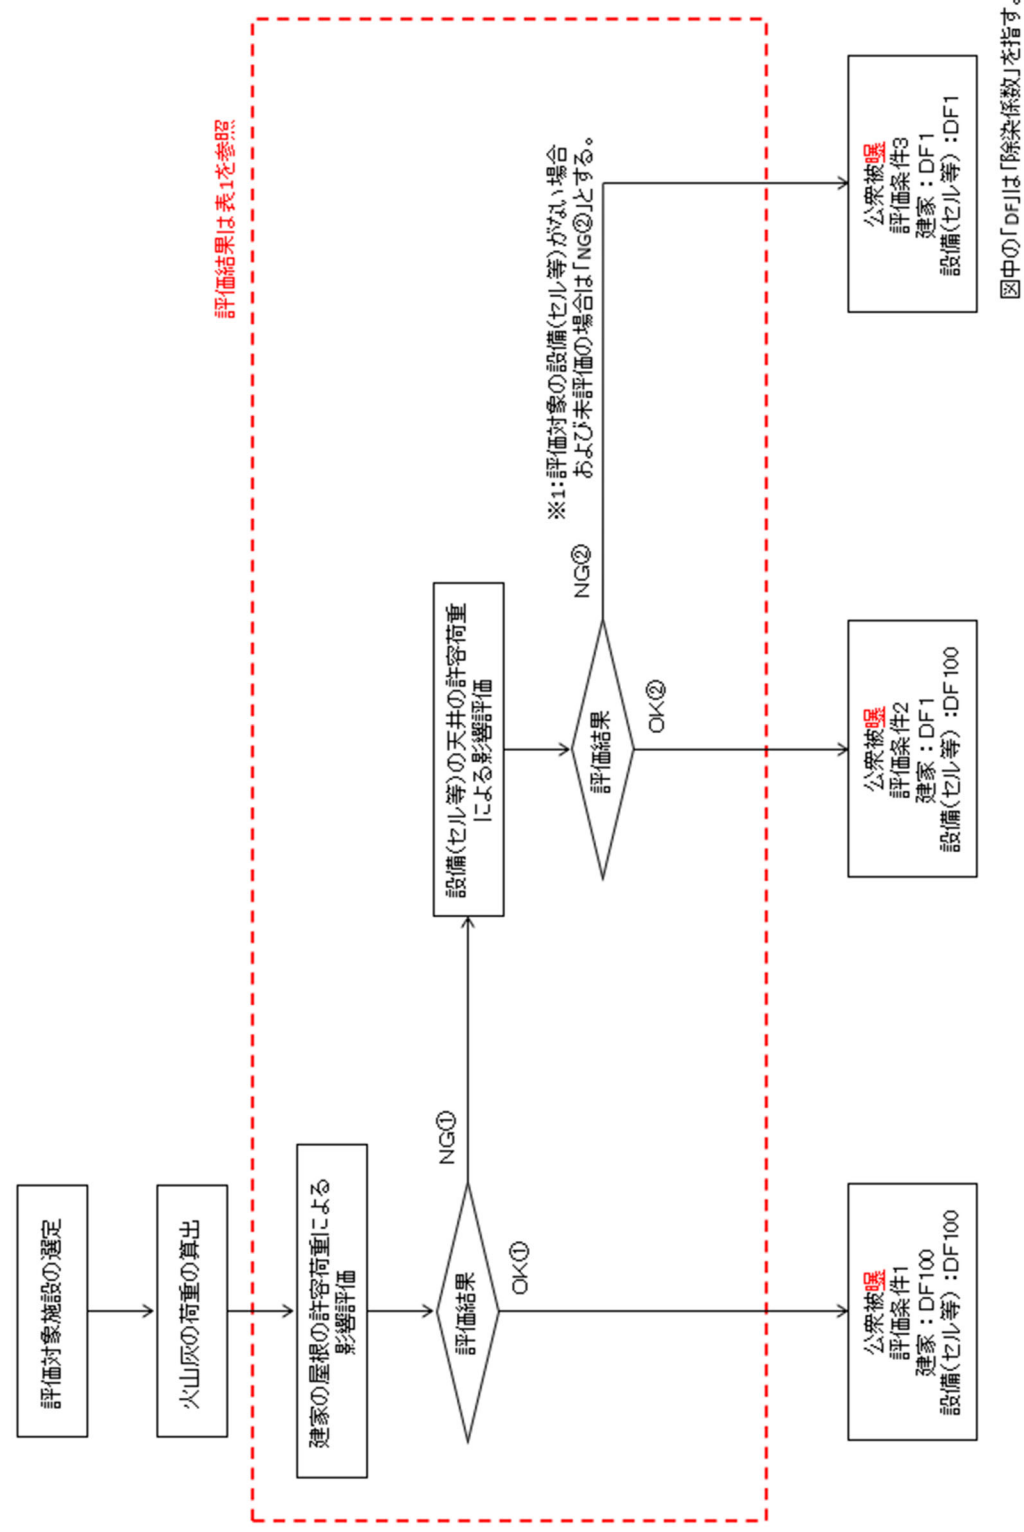 評価対象施設の選定
火山灰の荷重の算出
評価結果は表1を参照
建家の屋根の許容荷重による
影響評価
評価結果
NG①
OK①
設備(セル等)の天井の許容荷重
による影響評価
評価結果
NG②
OK②
※1:評価対象の設備(セル等)がない場合
および未評価の場合は「NG②」とする。
公衆被曝
評価条件1
建家：DF100
設備(セル等)：DF100
公衆被曝
評価条件2
建家：DF1
設備(セル等)：DF100
公衆被曝
評価条件3
建家：DF1
設備(セル等)：DF1
図中の「DF」は「除染係数」を指す。